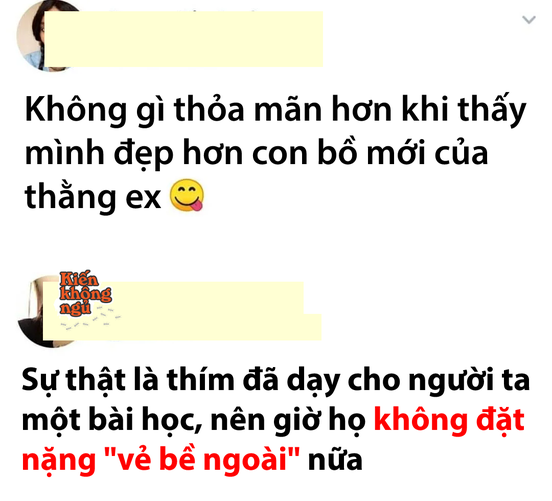 Không gì thỏa mãn hơn khi thấy
mình đẹp hơn con bồ mới của
thằng ex 😋
Kiến
không
ngủ
Sự thật là thím đã dạy cho người ta
một bài học, nên giờ họ không đặt
nặng "vẻ bề ngoài" nữa